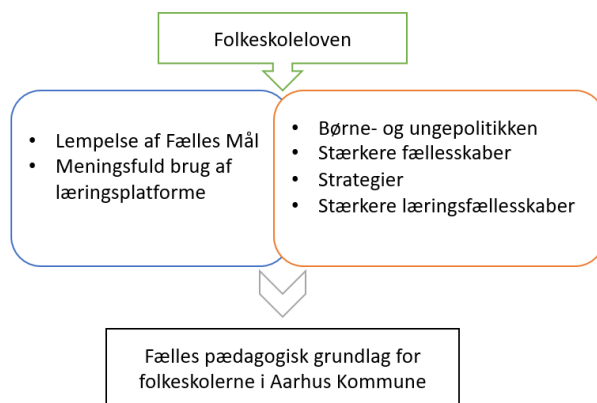 Folkeskoleloven
• Lempelse af Fælles Mål
• Meningsfuld brug af
læringsplatforme
• Børne- og ungepolitikken
• Stærkere fællesskaber
• Strategier
• Stærkere læringsfællesskaber
Fælles pædagogisk grundlag for
folkeskolerne i Aarhus Kommune